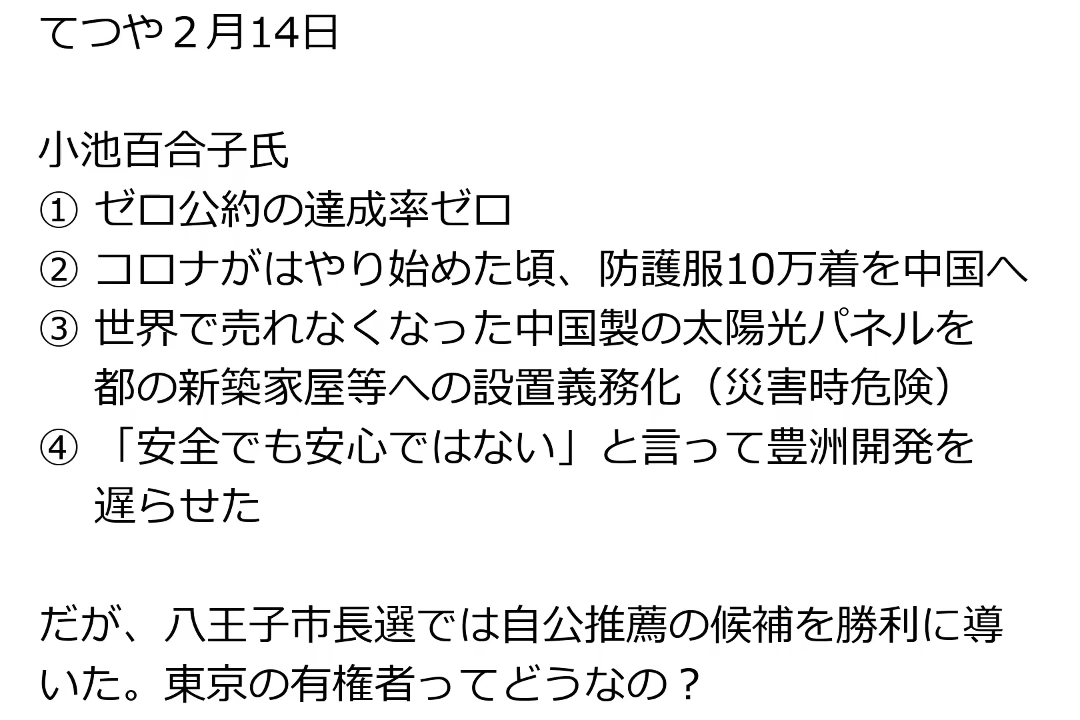 てつや２月14日
小池百合子氏
① ゼロ公約の達成率ゼロ
② コロナがはやり始めた頃、防護服10万着を中国へ
③ 世界で売れなくなった中国製の太陽光パネルを
都の新築家屋等への設置義務化（災害時危険）
④ 「安全でも安心ではない」と言って豊洲開発を
遅らせた
だが、八王子市長選では自公推薦の候補を勝利に導
いた。東京の有権者ってどうなの？